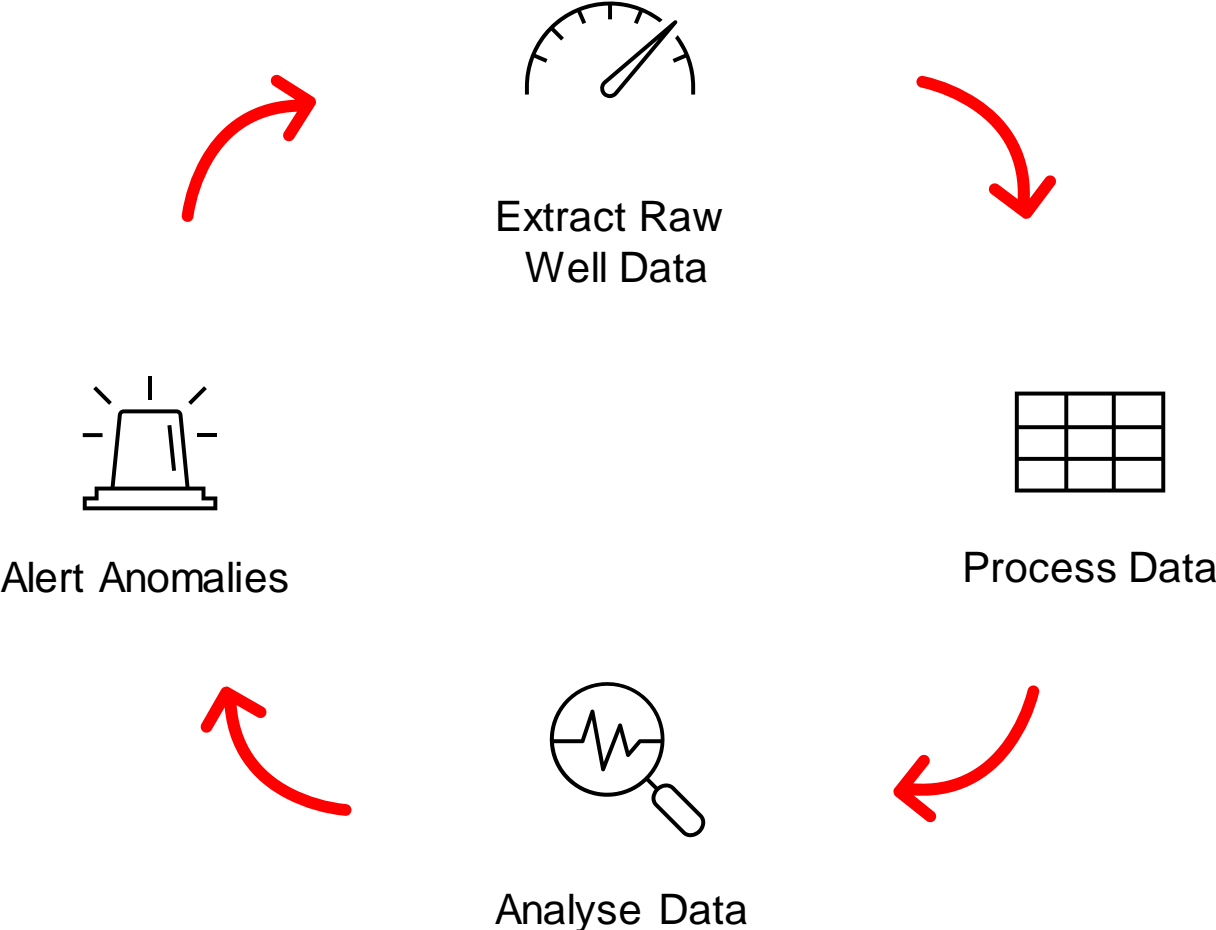 Extract Raw
Well Data
Process Data
Analyse Data
Alert Anomalies